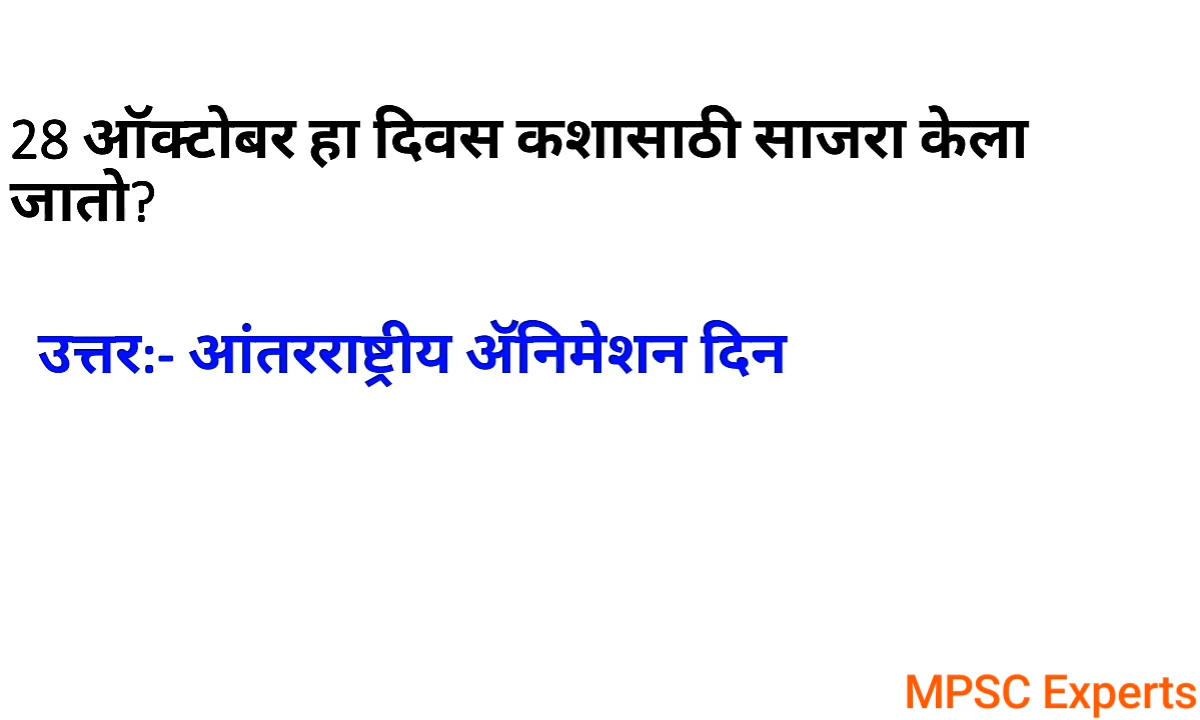 28 ऑक्टोबर हा दिवस कशासाठी साजरा केला
जातो?
उत्तर:- आंतरराष्ट्रीय ॲनिमेशन दिन
MPSC Experts